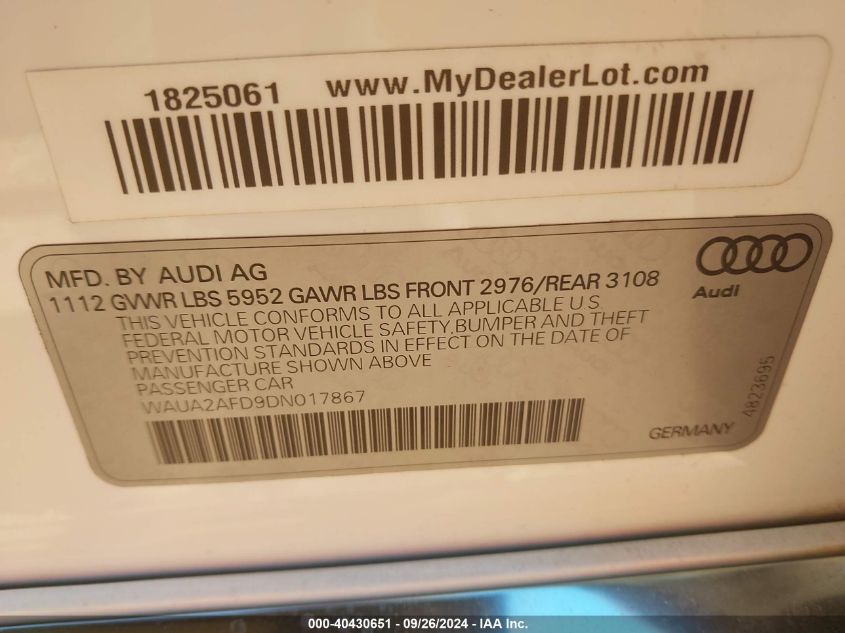 1825061 www.MyDealerLot.com
MFD. BY AUDI AG
1112 GVWR LBS 5952 GAWR LBS FRONT 2976/REAR 3108
THIS VEHICLE CONFORMS TO ALL APPLICABLE U S
FEDERAL MOTOR VEHICLE SAFETY,BUMPER AND THEFT
PREVENTION STANDARDS IN EFFECT ON THE DATE OF
MANUFACTURE SHOWN ABOVE
PASSENGER CAR
WAUA2AFD9DN017867
Audi
4823695
GERMANY
000-40430651 - 09/26/2024 - IAA Inc.